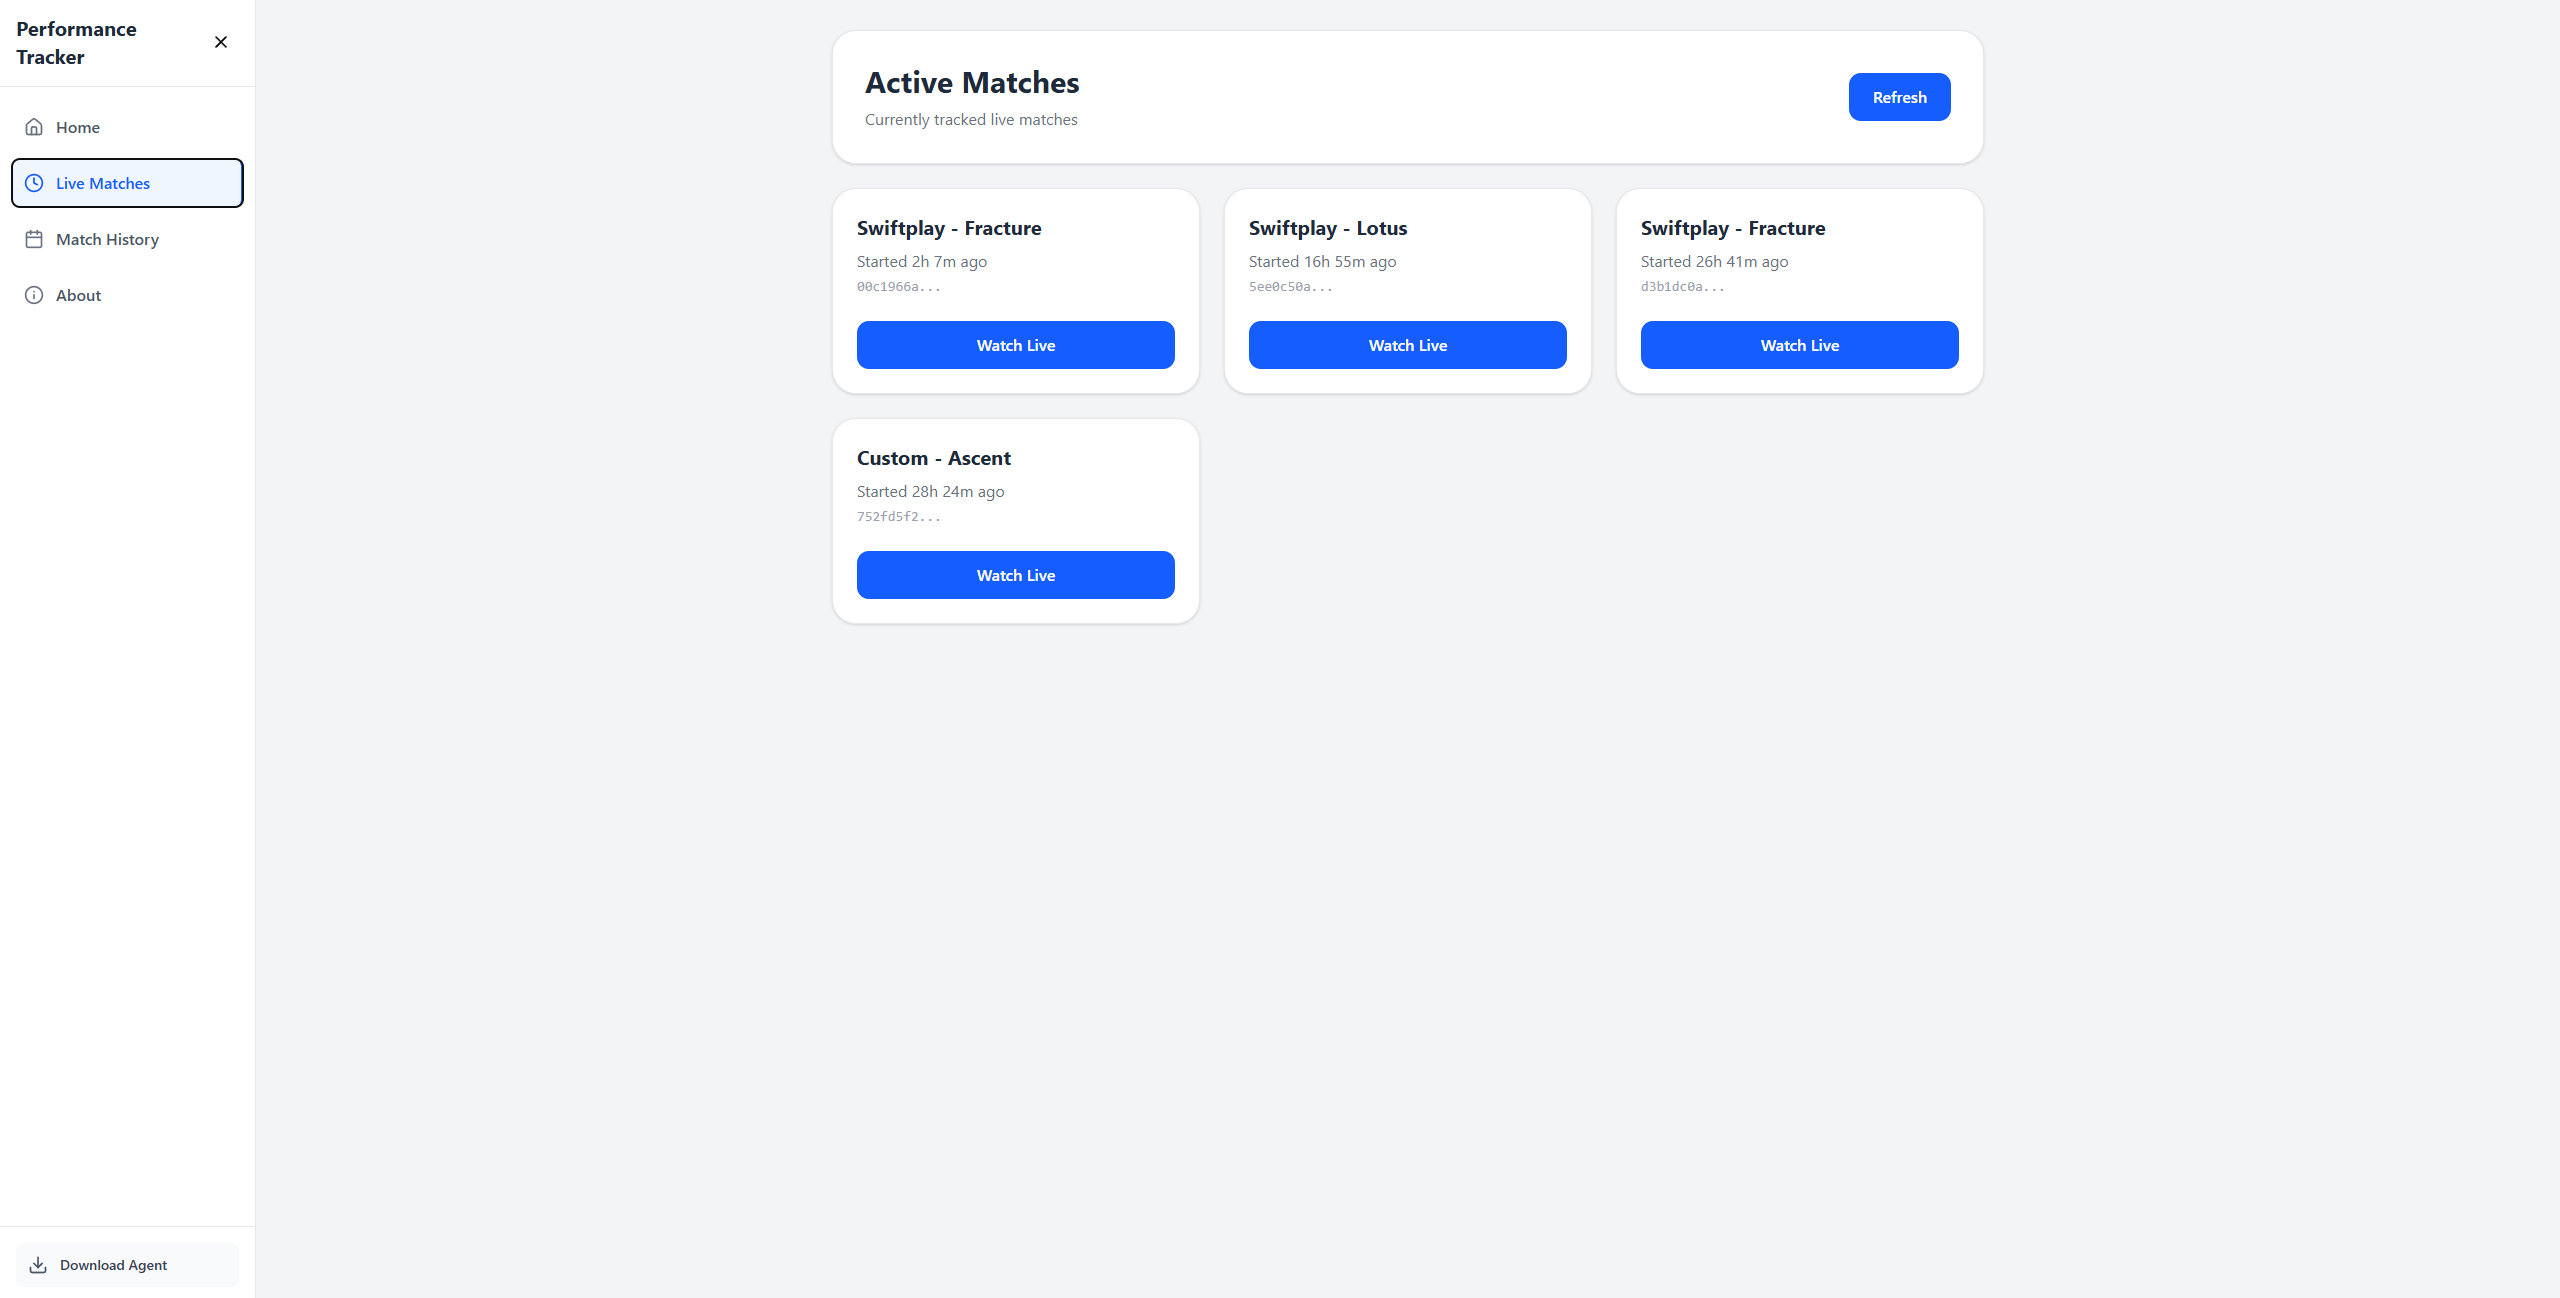 Performance
Tracker
Home
Live Matches
Match History
About
Download Agent
Active Matches
Currently tracked live matches
Refresh
Swiftplay - Fracture
Started 2h 7m ago
00c1966a...
Watch Live
Swiftplay - Lotus
Started 16h 55m ago
5ee0c50a...
Watch Live
Swiftplay - Fracture
Started 26h 41m ago
d3b1dc0a...
Watch Live
Custom - Ascent
Started 28h 24m ago
752fd5f2...
Watch Live